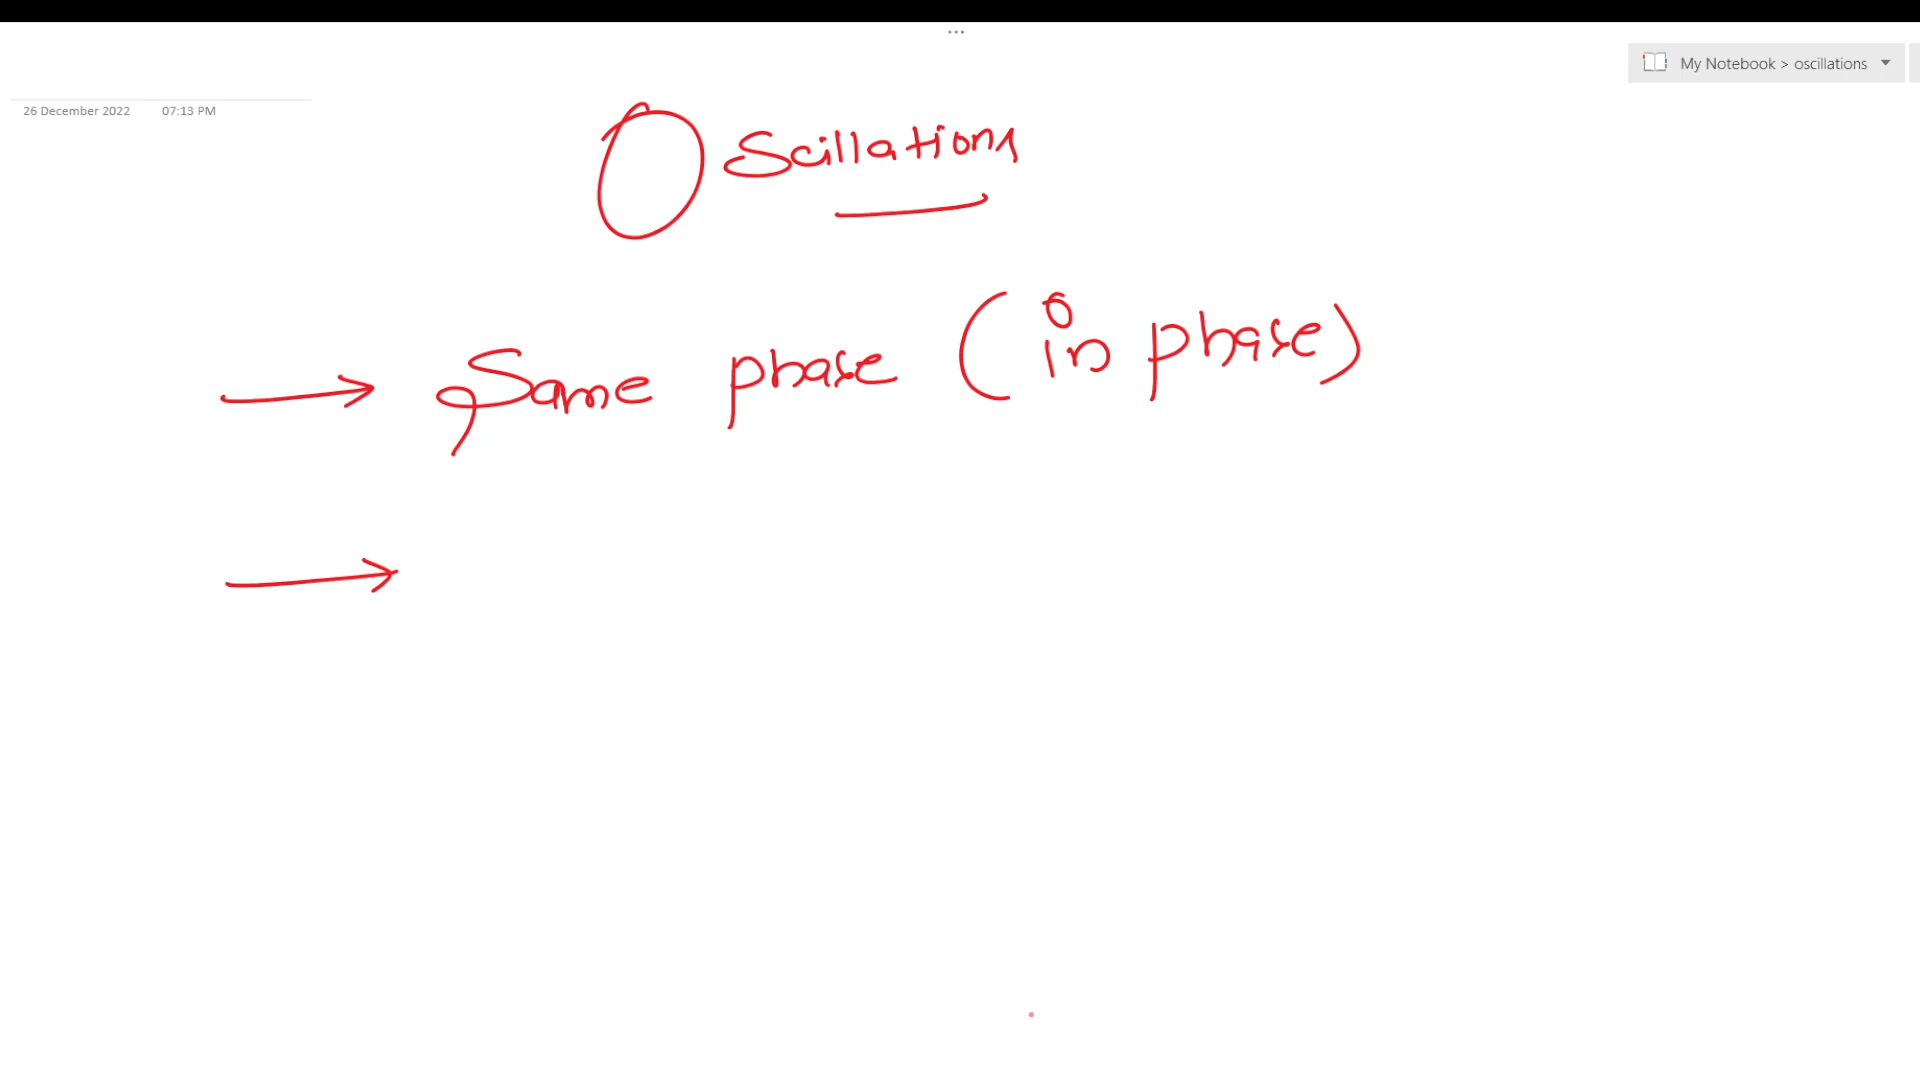 ...
My Notebook > oscillations
26 December 2022 07:13 PM
Oscillations
→ Same phase (in phase)
→